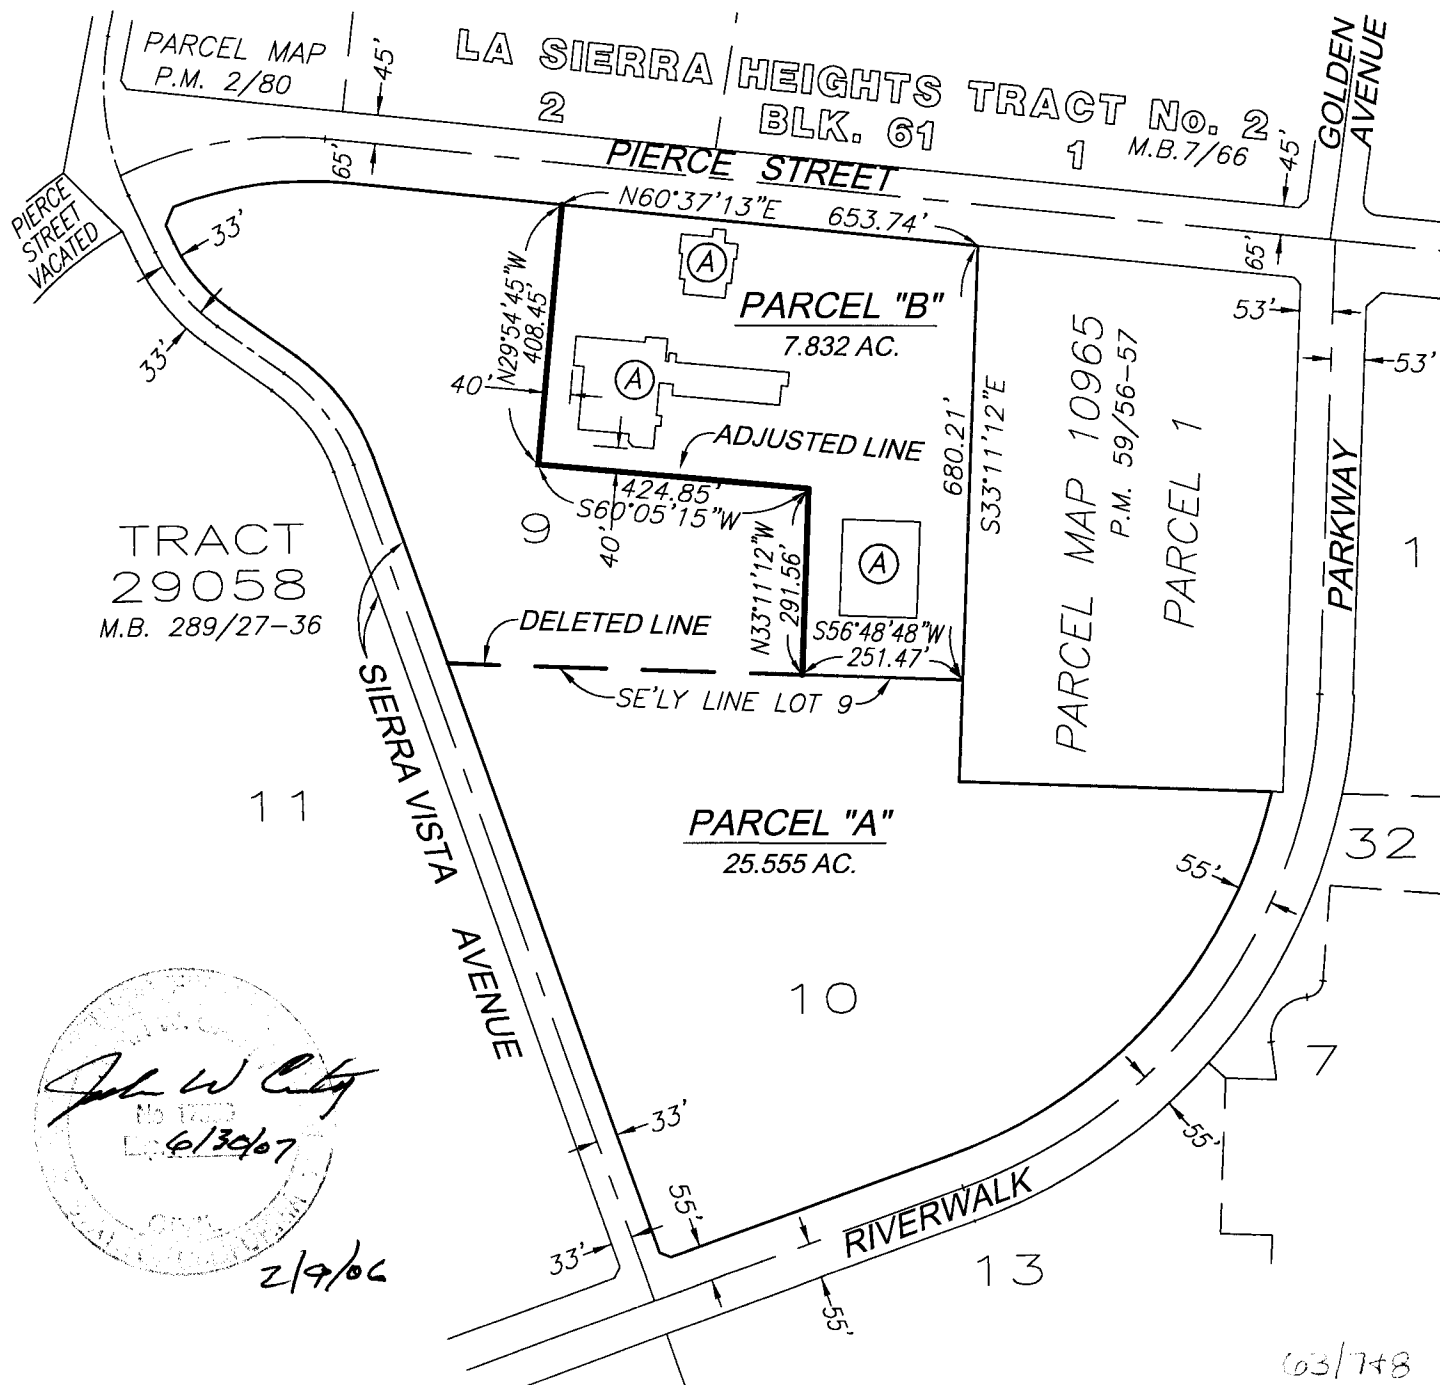 PARCEL MAP
P.M. 2/80
45'
LA SIERRA HEIGHTS TRACT No. 2
2
BLK. 61
1
M.B.7/66
45'
GOLDEN
AVENUE
PIERCE STREET
65'
N60°37'13"E 653.74'
65'
PIERCE
STREET
VACATED
33'
33'
N29°54'45"W
408.45'
A
PARCEL "B"
7.832 AC.
40'
A
ADJUSTED LINE
680.21'
S33°11'12"E
53'
53'
PARCEL MAP 10965
P.M. 59/56-57
PARCEL 1
PARKWAY
1
424.85'
S60°05'15"W
9
40'
N33°11'12"W
291.56'
A
TRACT
29058
M.B. 289/27-36
DELETED LINE
S56°48'48"W
251.47'
SE'LY LINE LOT 9
SIERRA VISTA AVENUE
11
PARCEL "A"
25.555 AC.
32
55'
10
7
33'
55'
55'
33'
RIVERWALK
13
55'
No
6/30/07
CIVIL
2/9/06
63/7+8